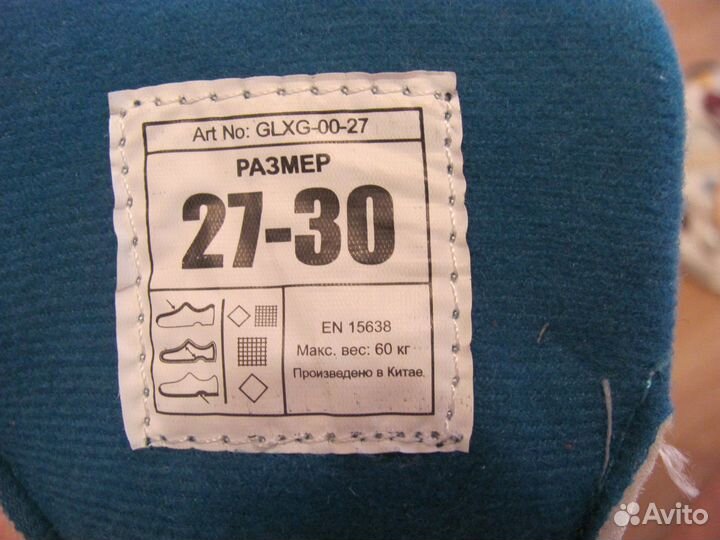 Art No: GLXG-00-27
РАЗМЕР
27-30
EN 15638
Макс. вес: 60 кг
Произведено в Китае.
Avito